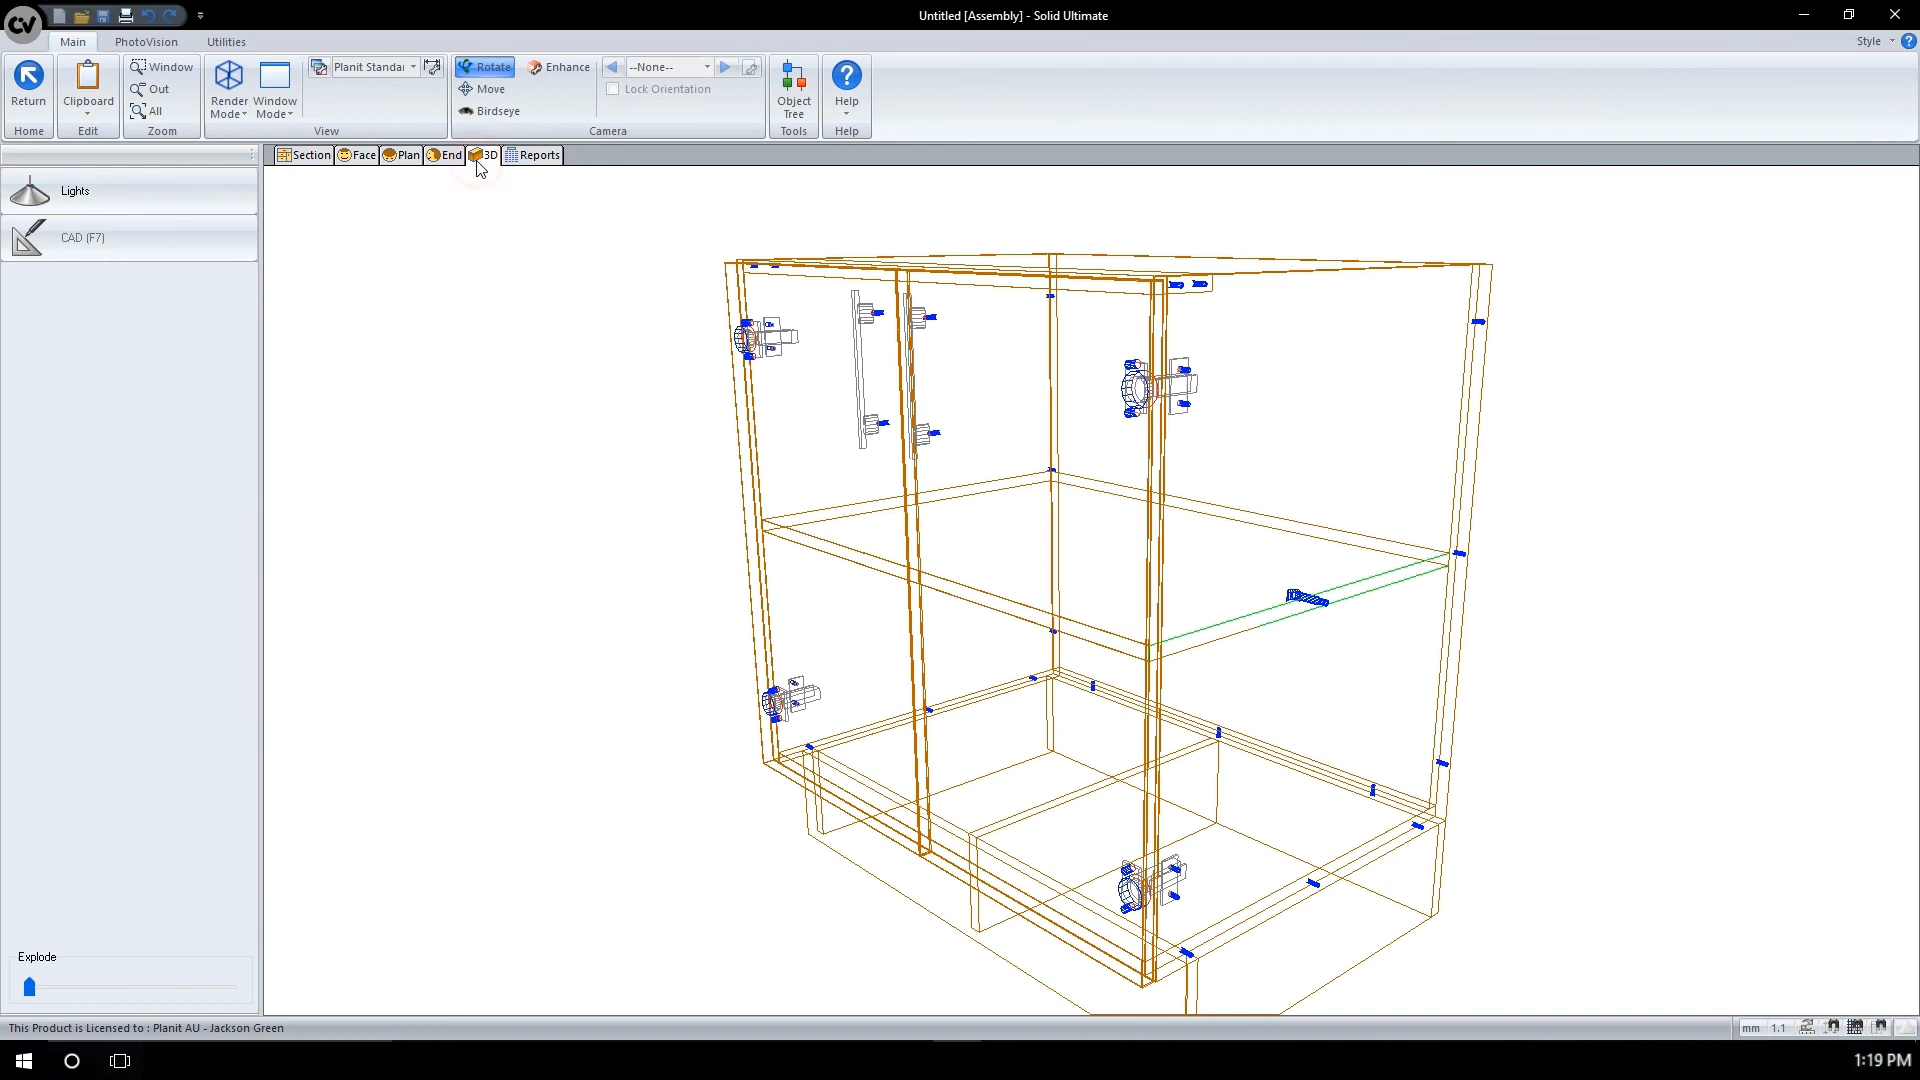 CV
Untitled [Assembly] - Solid Ultimate
Main PhotoVision Utilities
Style
Return
Home
Clipboard
Edit
Window
Out
All
Zoom
Render Mode
Window Mode
Planit Standar
View
Rotate
Move
Birdseye
Enhance
--None--
Lock Orientation
Camera
Object Tree
Tools
Help
Help
Section Face Plan End 3D Reports
Lights
CAD (F7)
Explode
This Product is Licensed to : Planit AU - Jackson Green
mm 1.1
1:19 PM